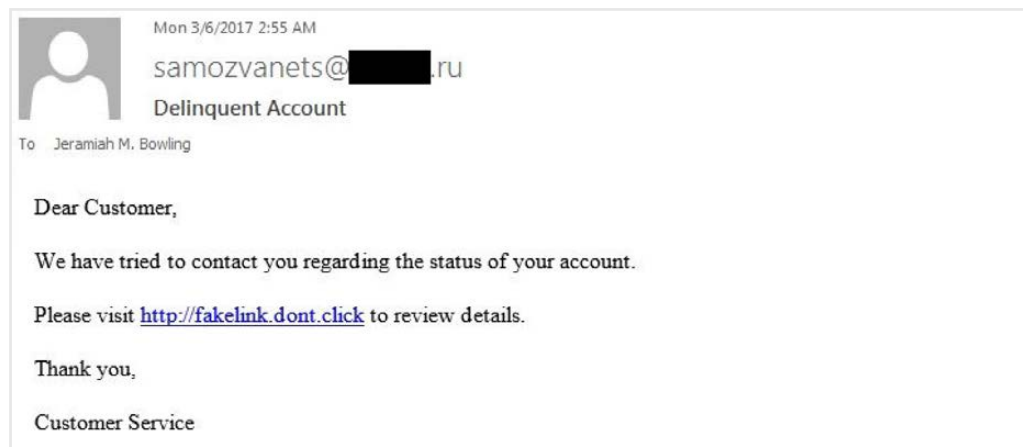 Mon 3/6/2017 2:55 AM
samozvanets@ .ru
Delinquent Account
To Jeramiah M. Bowling
Dear Customer,
We have tried to contact you regarding the status of your account.
Please visit http://fakelink.dont.click to review details.
Thank you,
Customer Service